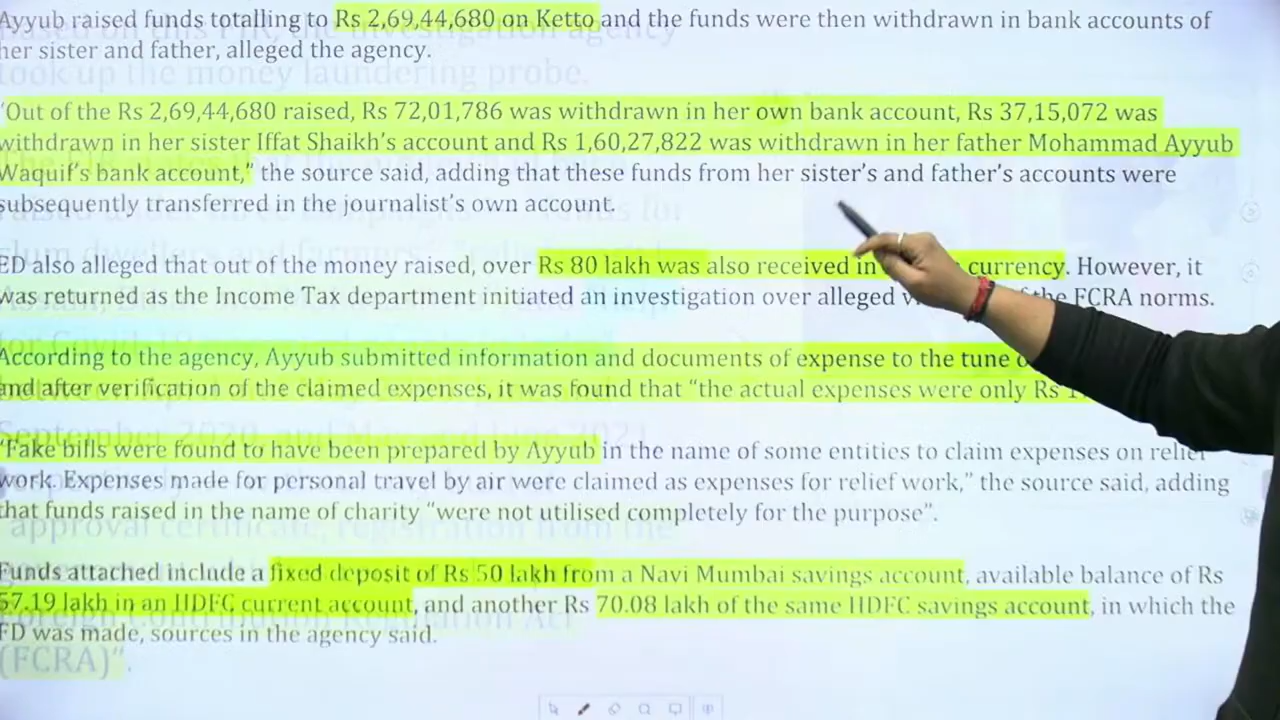 Ayyub raised funds totalling to Rs 2,69,44,680 on Ketto and the funds were then withdrawn in bank accounts of
her sister and father, alleged the agency.
took up the money laundering probe.
"Out of the Rs 2,69,44,680 raised, Rs 72,01,786 was withdrawn in her own bank account, Rs 37,15,072 was
withdrawn in her sister Iffat Shaikh's account and Rs 1,60,27,822 was withdrawn in her father Mohammad Ayyub
Waquif's bank account," the source said, adding that these funds from her sister's and father's accounts were
subsequently transferred in the journalist's own account.
ED also alleged that out of the money raised, over Rs 80 lakh was also received in currency. However, it
was returned as the Income Tax department initiated an investigation over alleged of the FCRA norms.
According to the agency, Ayyub submitted information and documents of expense to the tune
and after verification of the claimed expenses, it was found that "the actual expenses were only Rs
"Fake bills were found to have been prepared by Ayyub in the name of some entities to claim expenses on relief
work. Expenses made for personal travel by air were claimed as expenses for relief work," the source said, adding
that funds raised in the name of charity "were not utilised completely for the purpose".
approval certificate, registration from the
Funds attached include a fixed deposit of Rs 50 lakh from a Navi Mumbai savings account, available balance of Rs
57.19 lakh in an HDFC current account, and another Rs 70.08 lakh of the same HDFC savings account, in which the
FD was made, sources in the agency said.
(FCRA)".